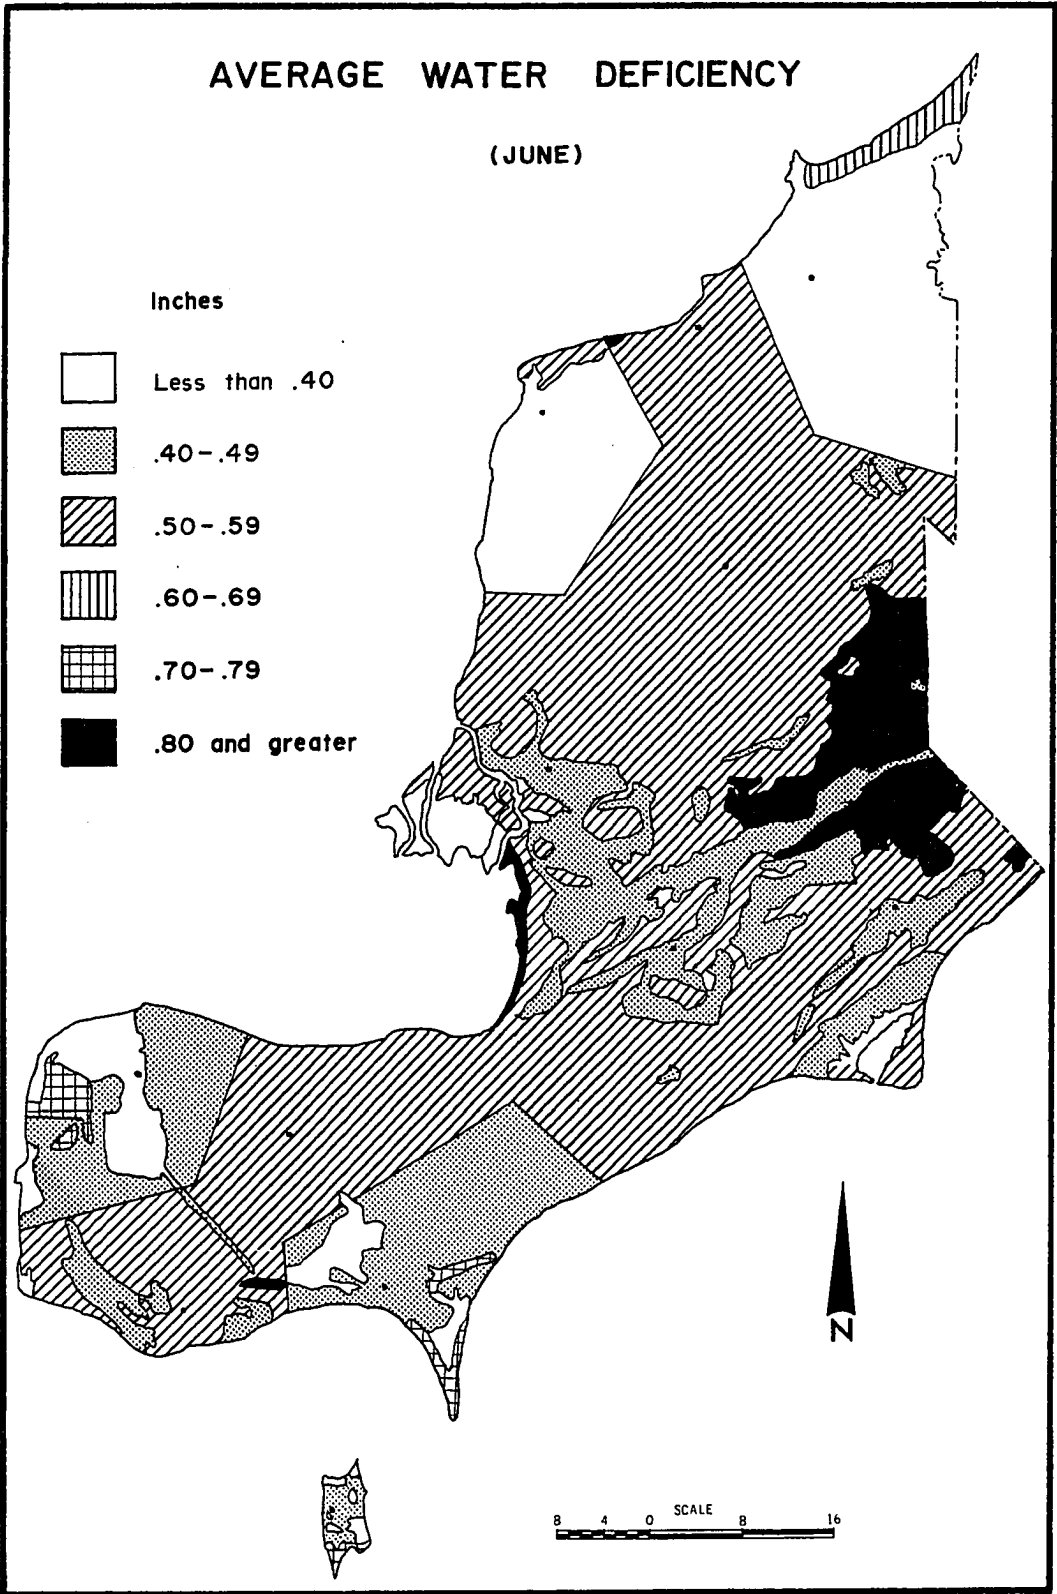 AVERAGE WATER DEFICIENCY
(JUNE)
Inches
Less than .40
.40-.49
.50-.59
.60-.69
.70-.79
.80 and greater
N
SCALE
8 4 0 8 16